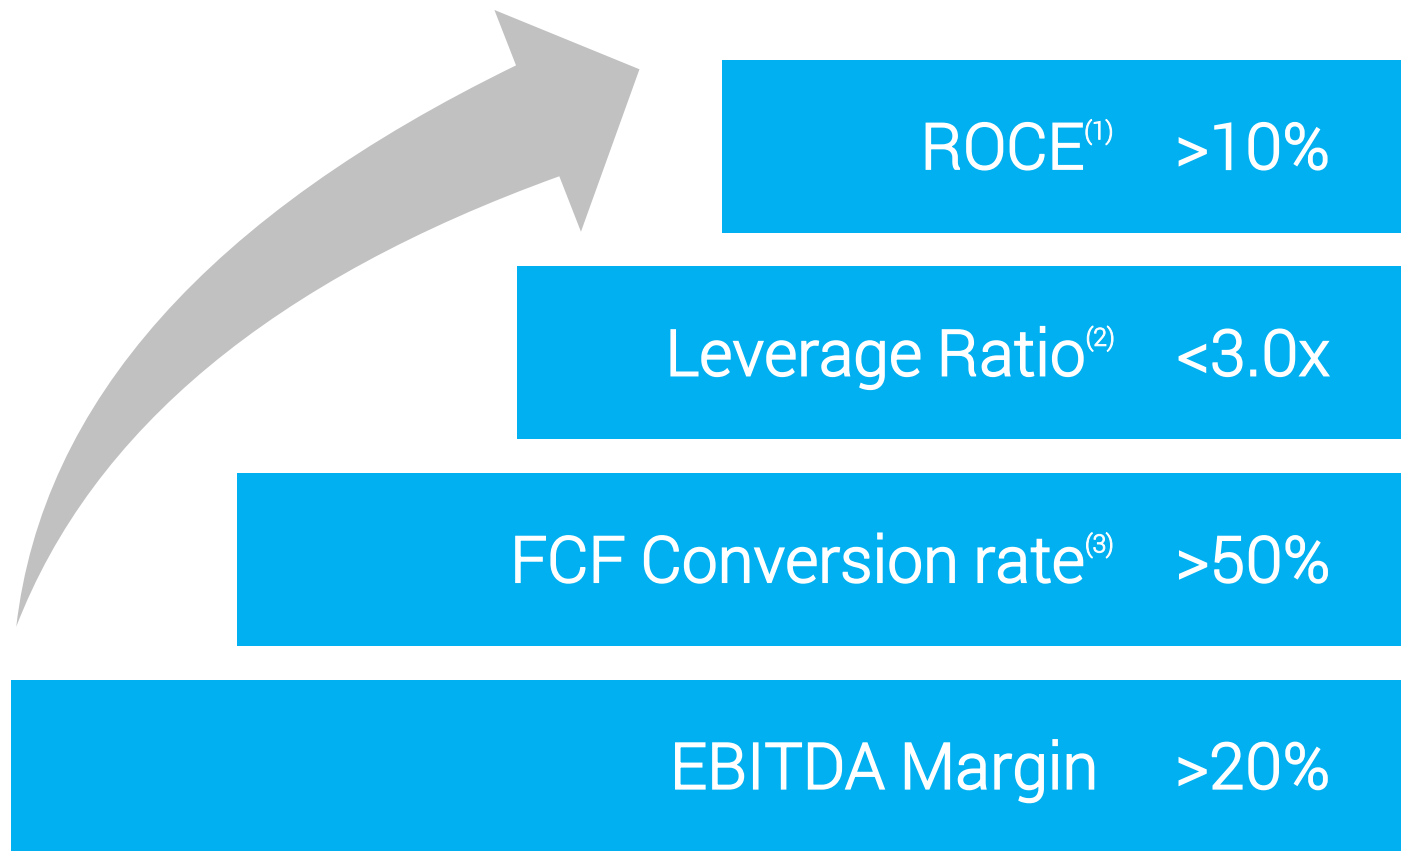 ROCE(1) >10%
Leverage Ratio(2) <3.0x
FCF Conversion rate(3) >50%
EBITDA Margin >20%